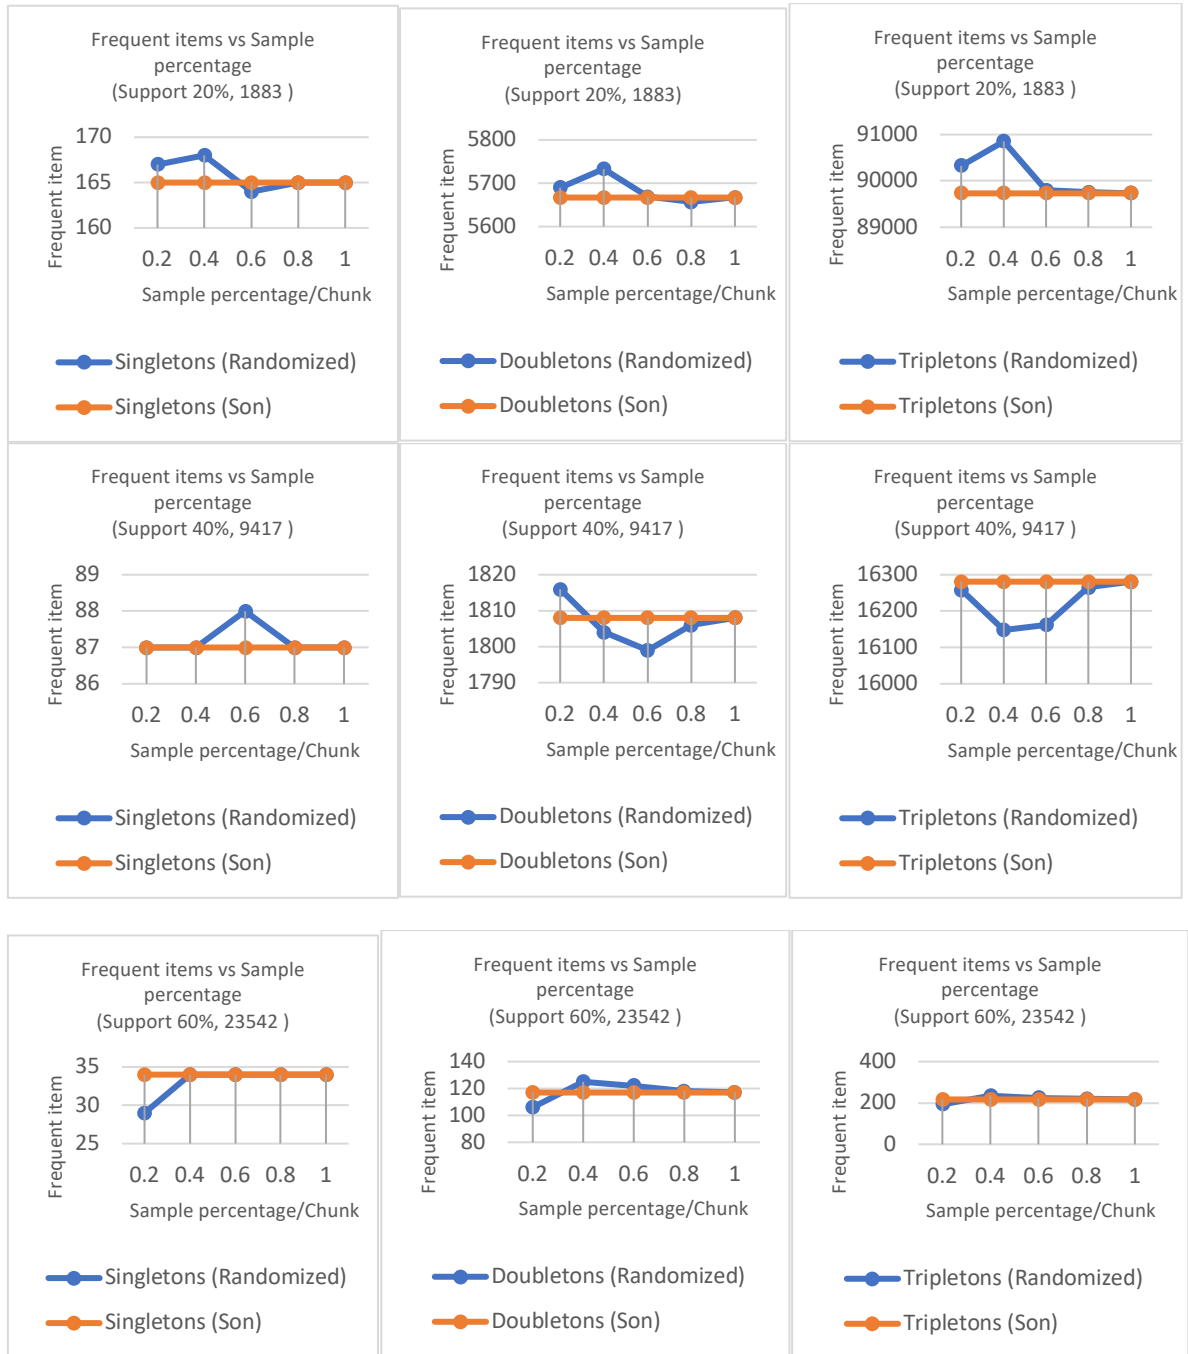 Frequent items vs Sample
percentage
(Support 20%, 1883 )
Frequent item
170
165
160
0.2 0.4 0.6 0.8 1
Sample percentage/Chunk
Singletons (Randomized)
Singletons (Son)
Frequent items vs Sample
percentage
(Support 20%, 1883)
Frequent item
5800
5700
5600
0.2 0.4 0.6 0.8 1
Sample percentage/Chunk
Doubletons (Randomized)
Doubletons (Son)
Frequent items vs Sample
percentage
(Support 20%, 1883 )
Frequent item
91000
90000
89000
0.2 0.4 0.6 0.8 1
Sample percentage/Chunk
Tripletons (Randomized)
Tripletons (Son)
Frequent items vs Sample
percentage
(Support 40%, 9417 )
Frequent item
89
88
87
86
0.2 0.4 0.6 0.8 1
Sample percentage/Chunk
Singletons (Randomized)
Singletons (Son)
Frequent items vs Sample
percentage
(Support 40%, 9417 )
Frequent item
1820
1810
1800
1790
0.2 0.4 0.6 0.8 1
Sample percentage/Chunk
Doubletons (Randomized)
Doubletons (Son)
Frequent items vs Sample
percentage
(Support 40%, 9417 )
Frequent item
16300
16200
16100
16000
0.2 0.4 0.6 0.8 1
Sample percentage/Chunk
Tripletons (Randomized)
Tripletons (Son)
Frequent items vs Sample
percentage
(Support 60%, 23542 )
Frequent item
35
30
25
0.2 0.4 0.6 0.8 1
Sample percentage/Chunk
Singletons (Randomized)
Singletons (Son)
Frequent items vs Sample
percentage
(Support 60%, 23542 )
Frequent item
140
120
100
80
0.2 0.4 0.6 0.8 1
Sample percentage/Chunk
Doubletons (Randomized)
Doubletons (Son)
Frequent items vs Sample
percentage
(Support 60%, 23542 )
Frequent item
400
200
0
0.2 0.4 0.6 0.8 1
Sample percentage/Chunk
Tripletons (Randomized)
Tripletons (Son)